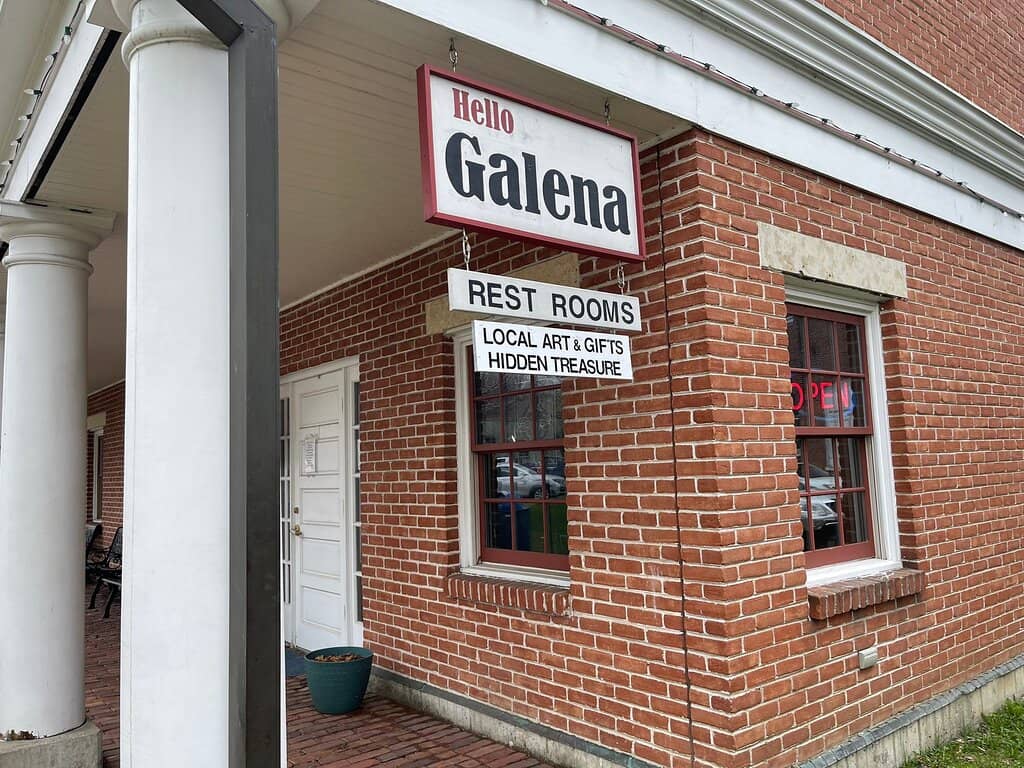 Hello
Galena
REST ROOMS
LOCAL ART & GIFTS
HIDDEN TREASURE
OPEN